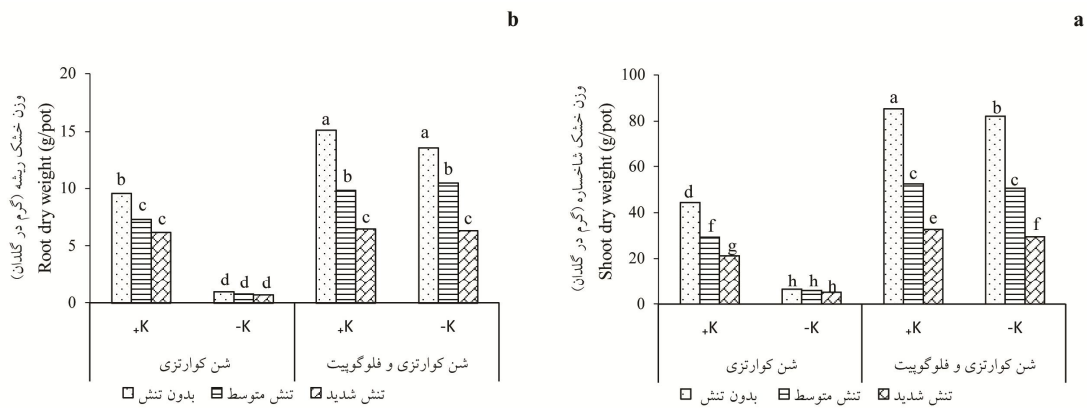 b
وزن خشک ریشه (گرم در گلدان)
Root dry weight (g/pot)
20
15
10
5
0
b c c
d d d
a b c
a b c
+K -K +K -K
شن کوارتزی
شن کوارتزی و فلوگوپیت
بدون تنش
تنش متوسط
تنش شدید
a
وزن خشک شاخساره (گرم در گلدان)
Shoot dry weight (g/pot)
100
80
60
40
20
0
d f g
h h h
a c e
b c f
+K -K +K -K
شن کوارتزی
شن کوارتزی و فلوگوپیت
بدون تنش
تنش متوسط
تنش شدید